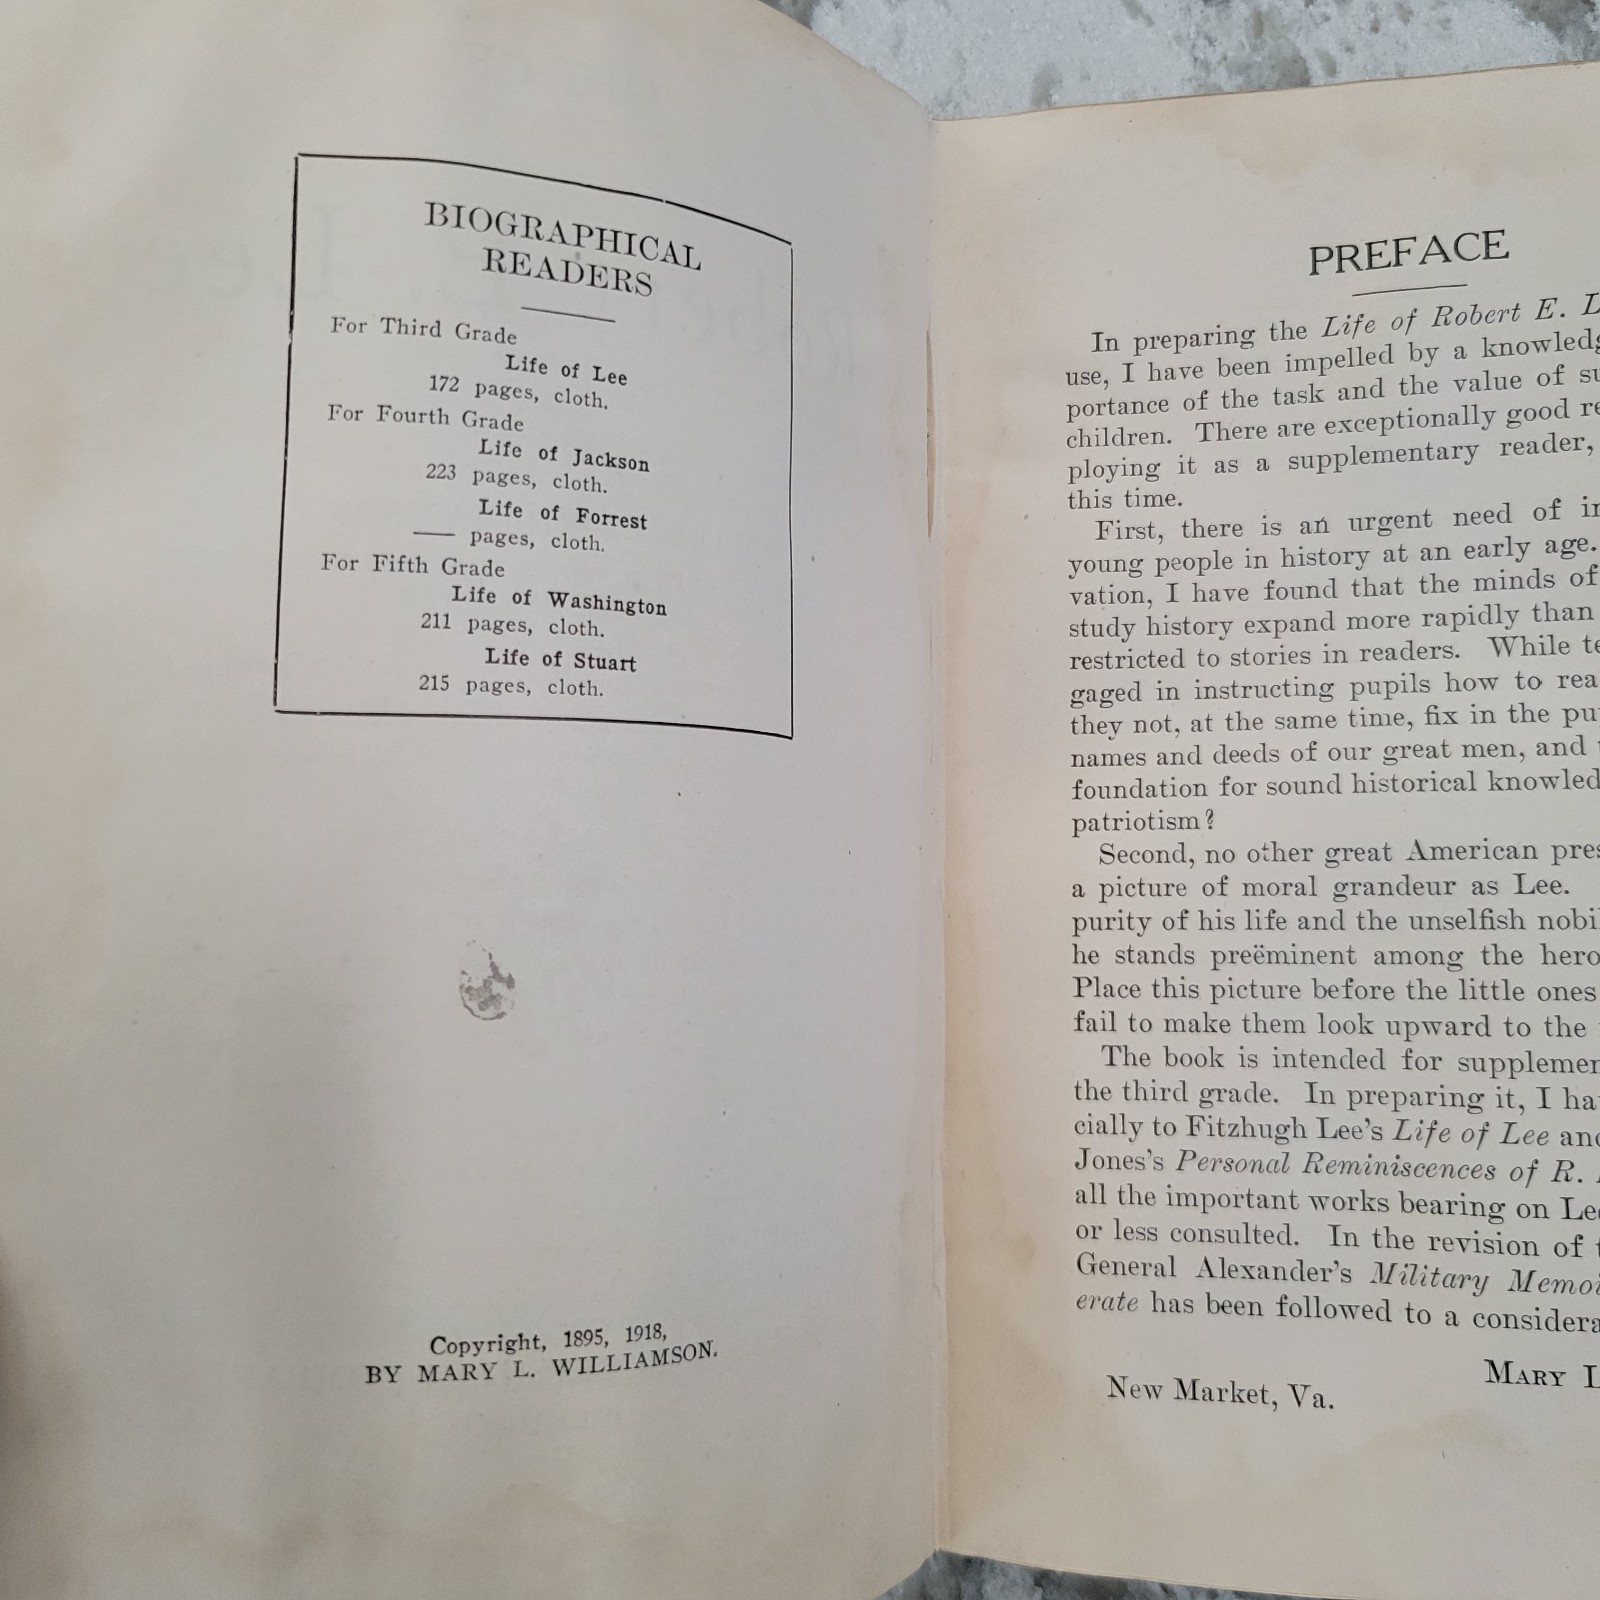 BIOGRAPHICAL
READERS
For Third Grade
Life of Lee
172 pages, cloth.
For Fourth Grade
Life of Jackson
223 pages, cloth.
Life of Forrest
—— pages, cloth.
For Fifth Grade
Life of Washington
211 pages, cloth.
Life of Stuart
215 pages, cloth.
Copyright, 1895, 1918,
BY MARY L. WILLIAMSON.
PREFACE
In preparing the Life of Robert E.
use, I have been impelled by a
portance of the task and the value of
children. There are exceptionally good
ploying it as a supplementary reader,
this time.
First, there is an urgent need of
young people in history at an early age.
vation, I have found that the minds of
study history expand more rapidly than
restricted to stories in readers. While
gaged in instructing pupils how to
they not, at the same time, fix in the
names and deeds of our great men, and
foundation for sound historical
patriotism?
Second, no other great American
a picture of moral grandeur as Lee.
purity of his life and the unselfish
he stands preëminent among the
Place this picture before the little ones
fail to make them look upward to the
The book is intended for
the third grade. In preparing it, I
cially to Fitzhugh Lee's Life of Lee
Jones's Personal Reminiscences of R.
all the important works bearing on
or less consulted. In the revision of
General Alexander's Military
erate has been followed to a
MARY
New Market, Va.